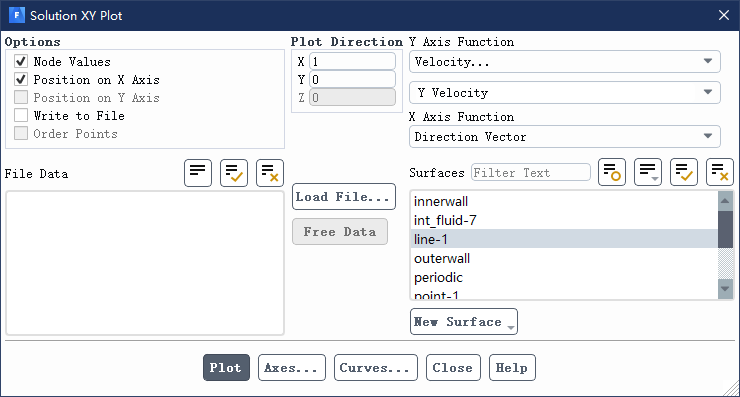 F Solution XY Plot
Options
Node Values
Position on X Axis
Position on Y Axis
Write to File
Order Points
Plot Direction
X 1
Y 0
Z 0
Y Axis Function
Velocity...
Y Velocity
X Axis Function
Direction Vector
File Data
Load File...
Free Data
Surfaces Filter Text
innerwall
int_fluid-7
line-1
outerwall
periodic
point-1
New Surface
Plot Axes... Curves... Close Help